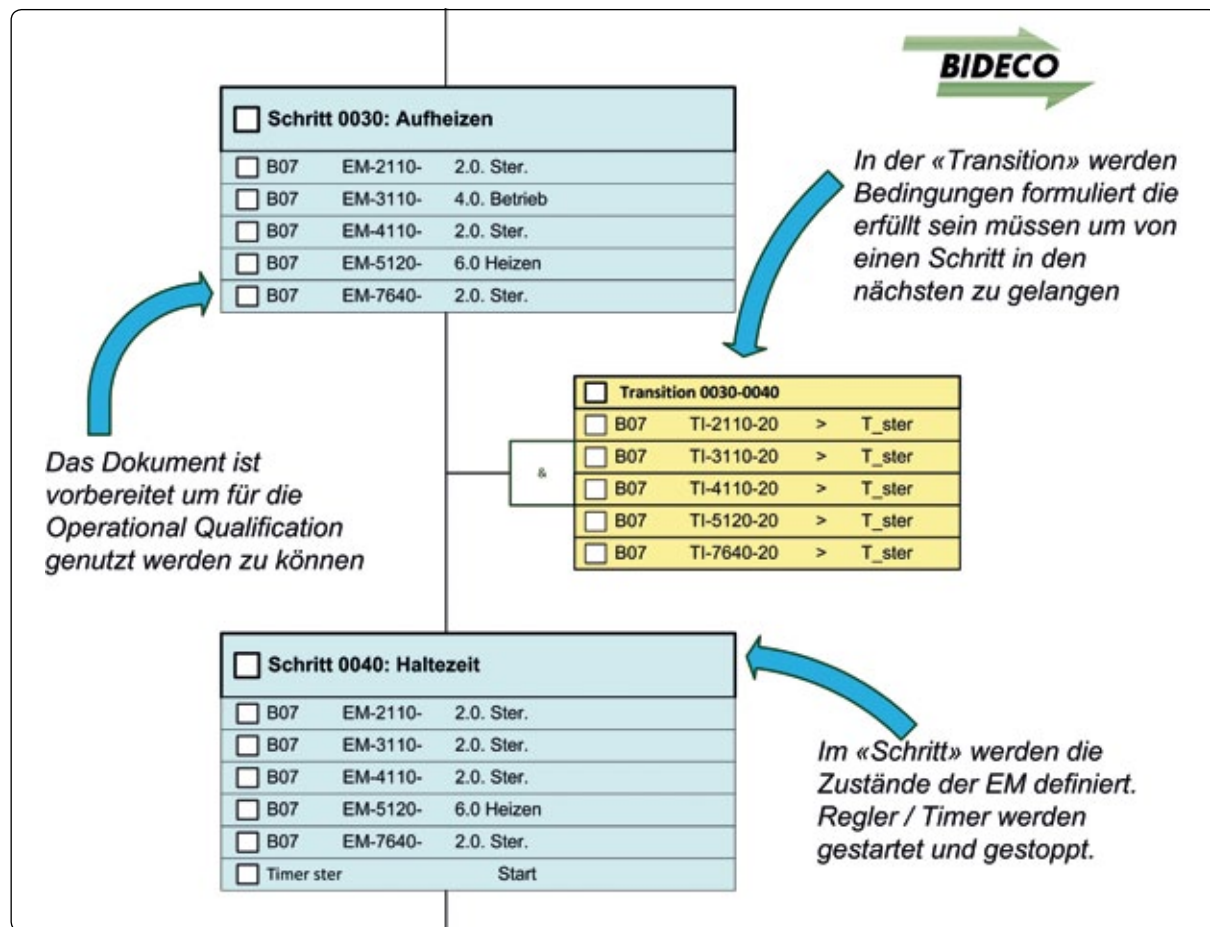 BIDECO
Schritt 0030: Aufheizen
B07 EM-2110- 2.0. Ster.
B07 EM-3110- 4.0. Betrieb
B07 EM-4110- 2.0. Ster.
B07 EM-5120- 6.0 Heizen
B07 EM-7640- 2.0. Ster.
In der «Transition» werden
Bedingungen formuliert die
erfüllt sein müssen um von
einen Schritt in den
nächsten zu gelangen
Transition 0030-0040
B07 TI-2110-20 > T_ster
B07 TI-3110-20 > T_ster
B07 TI-4110-20 > T_ster
B07 TI-5120-20 > T_ster
B07 TI-7640-20 > T_ster
&
Das Dokument ist
vorbereitet um für die
Operational Qualification
genutzt werden zu können
Schritt 0040: Haltezeit
B07 EM-2110- 2.0. Ster.
B07 EM-3110- 2.0. Ster.
B07 EM-4110- 2.0. Ster.
B07 EM-5120- 6.0 Heizen
B07 EM-7640- 2.0. Ster.
Timer ster Start
Im «Schritt» werden die
Zustände der EM definiert.
Regler / Timer werden
gestartet und gestoppt.